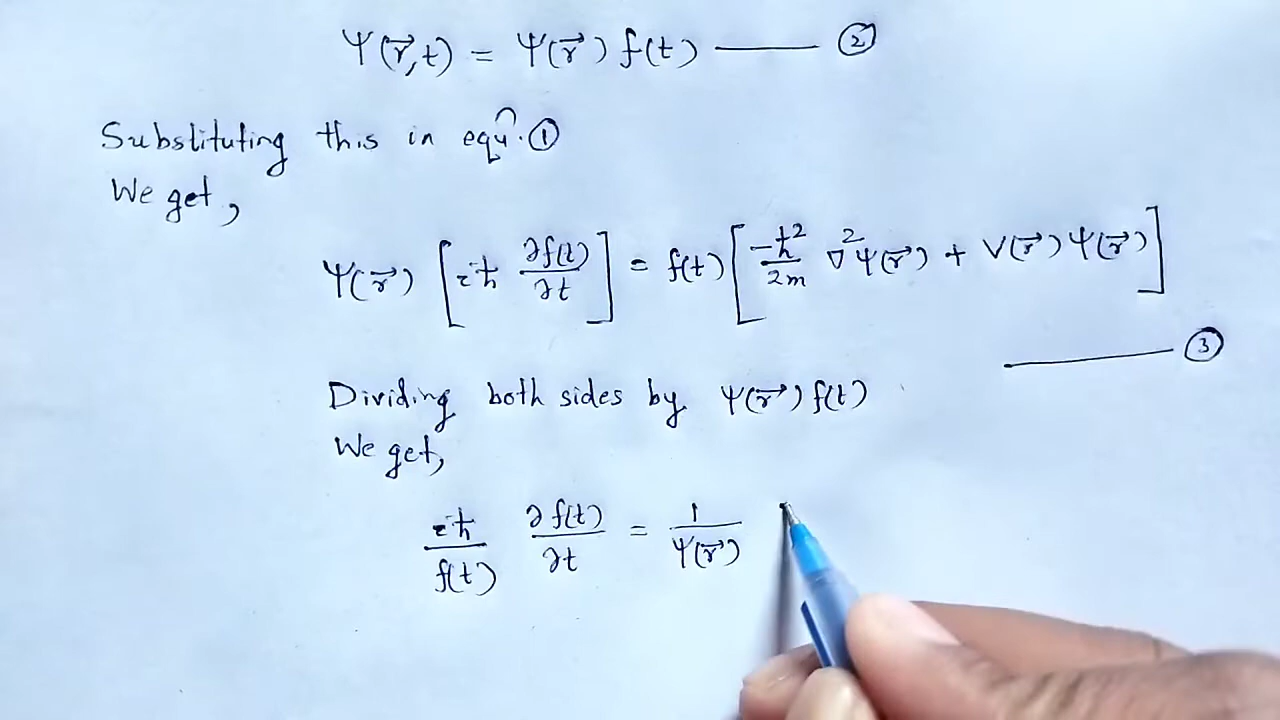 Ψ(r⃗,t) = Ψ(r⃗) f(t) —— ②
Substituting this in equⁿ. ①
We get,
Ψ(r⃗) [iħ ∂f(t)/∂t] = f(t) [-ħ²/2m ∇²Ψ(r⃗) + V(r⃗) Ψ(r⃗)]
—— ③
Dividing both sides by Ψ(r⃗) f(t)
We get,
iħ/f(t) ∂f(t)/∂t = 1/Ψ(r⃗)